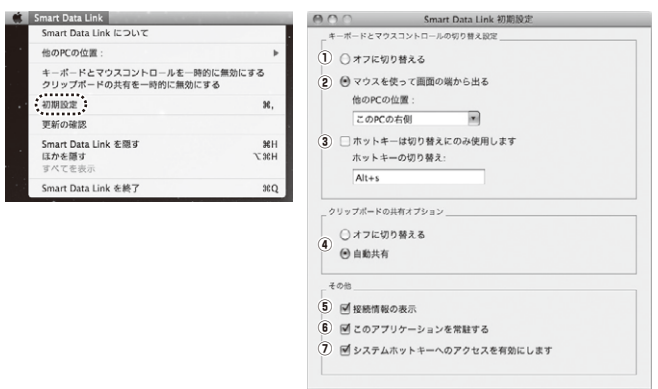 Smart Data Link
Smart Data Link について
他のPCの位置：
キーボードとマウスコントロールを一時的に無効にする
クリップボードの共有を一時的に無効にする
初期設定 ⌘,
更新の確認
Smart Data Link を隠す ⌘H
ほかを隠す ⌥⌘H
すべてを表示
Smart Data Link を終了 ⌘Q
Smart Data Link 初期設定
キーボードとマウスコントロールの切り替え設定
① オフに切り替える
② マウスを使って画面の端から出る
他のPCの位置：
このPCの右側
③ ホットキーは切り替えにのみ使用します
ホットキーの切り替え:
Alt+s
クリップボードの共有オプション
④
オフに切り替える
自動共有
その他
⑤ 接続情報の表示
⑥ このアプリケーションを常駐する
⑦ システムホットキーへのアクセスを有効にします